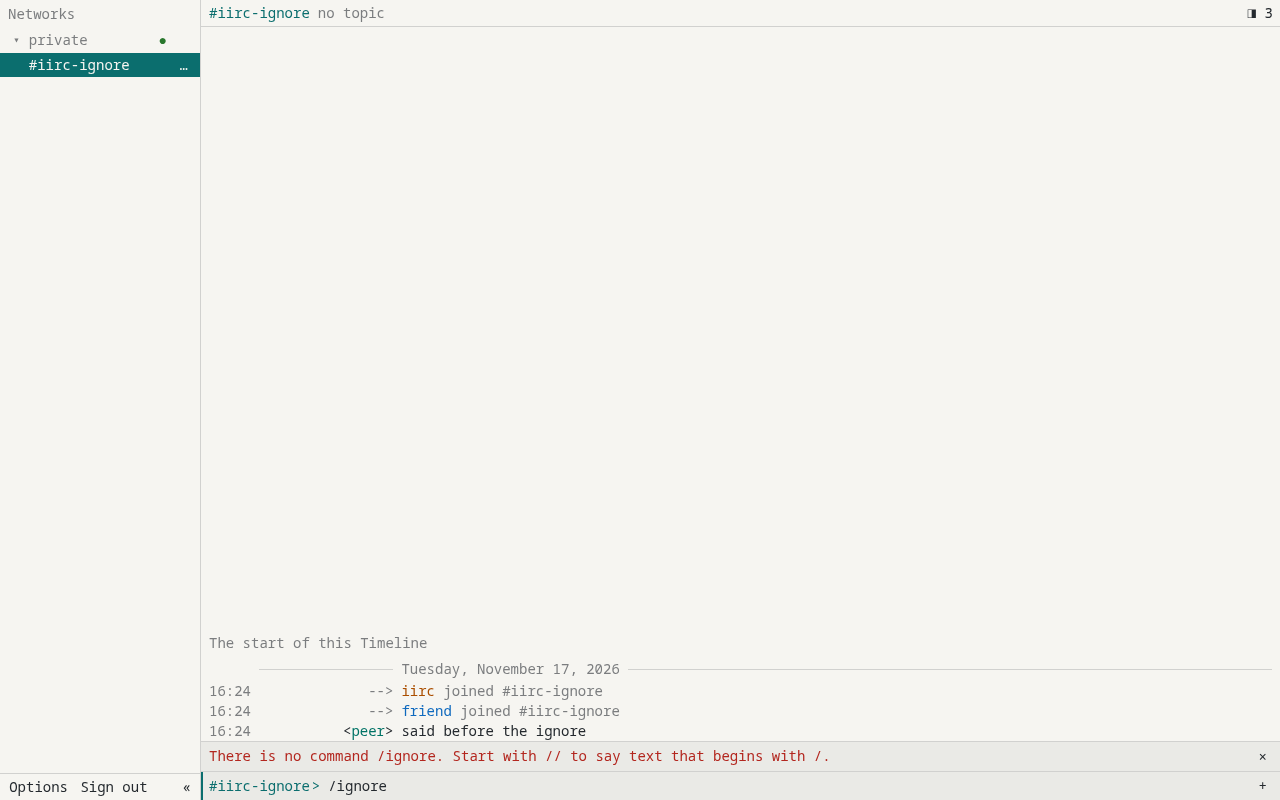 Networks
▾ private ●
#iirc-ignore …
Options Sign out «
#iirc-ignore no topic ◨ 3
The start of this Timeline
Tuesday, November 17, 2026
16:24 --> iirc joined #iirc-ignore
16:24 --> friend joined #iirc-ignore
16:24 <peer> said before the ignore
There is no command /ignore. Start with // to say text that begins with /. ×
#iirc-ignore> /ignore +